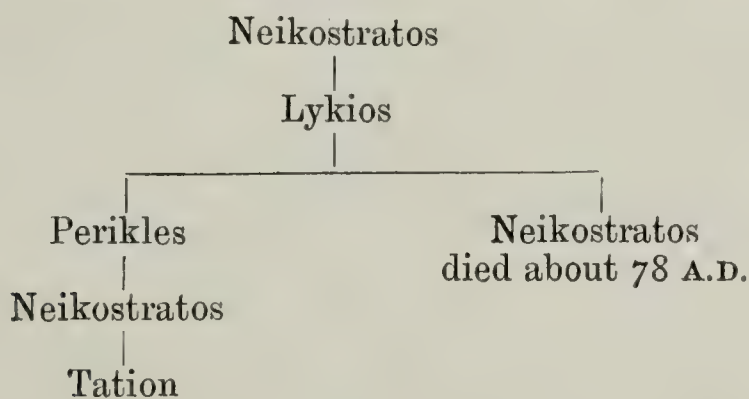 Neikostratos
Lykios
Perikles
Neikostratos
died about 78 A.D.
Neikostratos
Tation